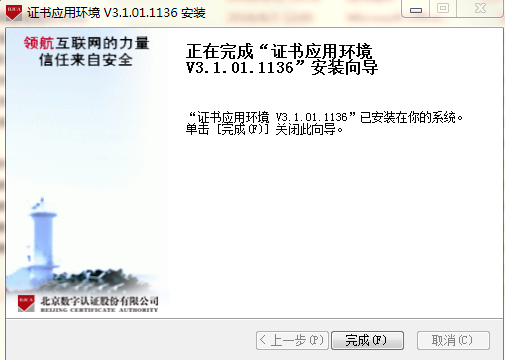 证书应用环境 V3.1.01.1136 安装
领航互联网的力量
信任来自安全
正在完成“证书应用环境
V3.1.01.1136”安装向导
“证书应用环境 V3.1.01.1136”已安装在你的系统。
单击 [完成(F)] 关闭此向导。
BJCA 北京数字认证股份有限公司
BEIJING CERTIFICATE AUTHORITY
< 上一步(P) 完成(F) 取消(C)